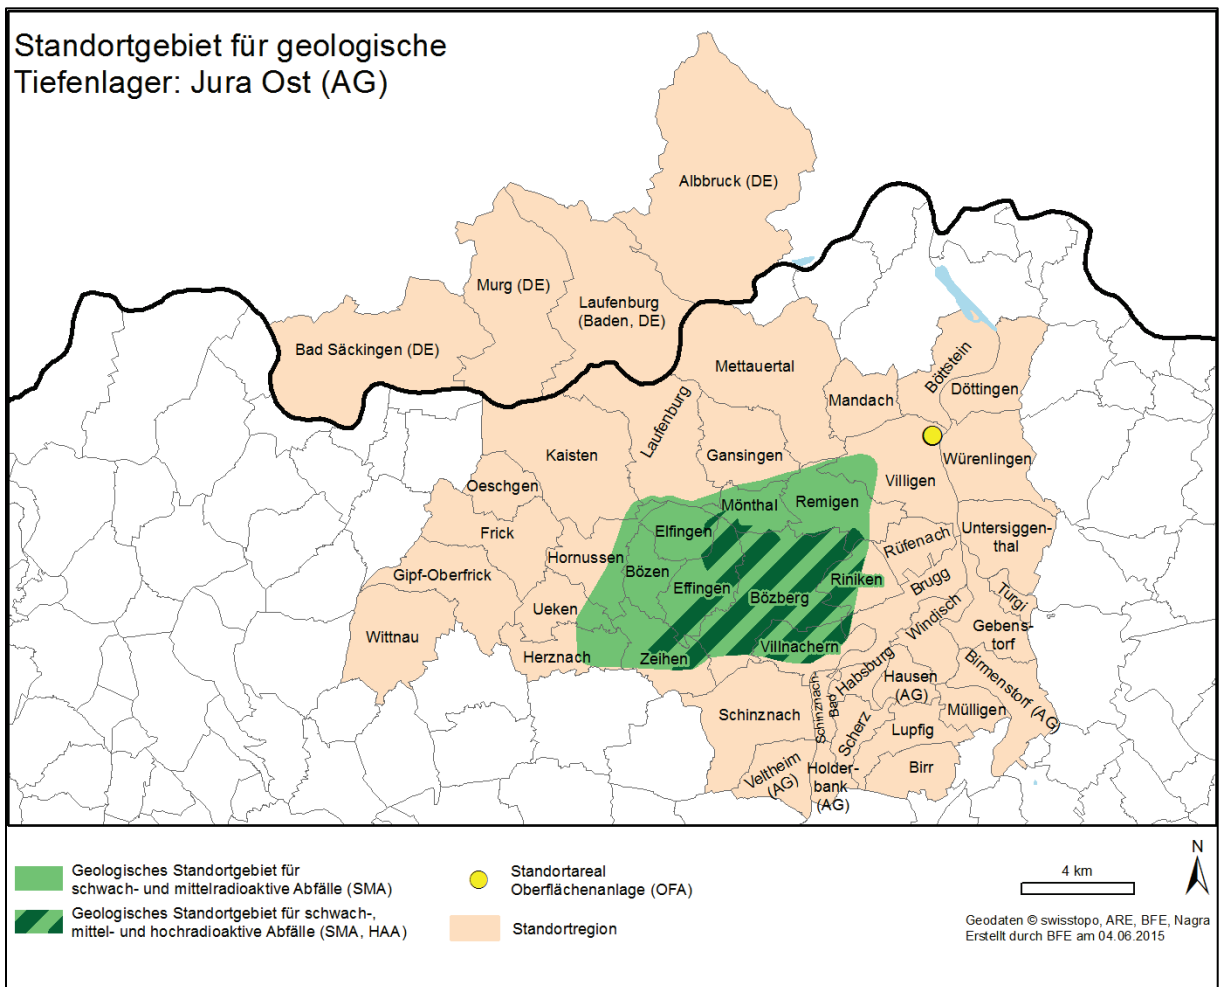 Standortgebiet für geologische
Tiefenlager: Jura Ost (AG)
Albbruck (DE)
Murg (DE)
Laufenburg
(Baden, DE)
Bad Säckingen (DE)
Mettauertal
Böttstein
Döttingen
Mandach
Laufenburg
Kaisten
Gansingen
Würenlingen
Villigen
Oeschgen
Mönthal
Remigen
Elfingen
Frick
Untersiggen-
thal
Rüfenach
Hornussen
Bözen
Gipf-Oberfrick
Effingen
Riniken
Brugg
Bözberg
Turgi
Ueken
Windisch
Gebens-
torf
Wittnau
Villnachern
Herznach
Zeihen
Habsburg
Hausen
(AG)
Birmenstorf (AG)
Schinznach
Bad
Schinznach
Mülligen
Scherz
Lupfig
Veltheim
(AG)
Holder-
bank
(AG)
Birr
Geologisches Standortgebiet für
schwach- und mittelradioaktive Abfälle (SMA)
Geologisches Standortgebiet für schwach-,
mittel- und hochradioaktive Abfälle (SMA, HAA)
Standortareal
Oberflächenanlage (OFA)
Standortregion
4 km
N
Geodaten © swisstopo, ARE, BFE, Nagra
Erstellt durch BFE am 04.06.2015